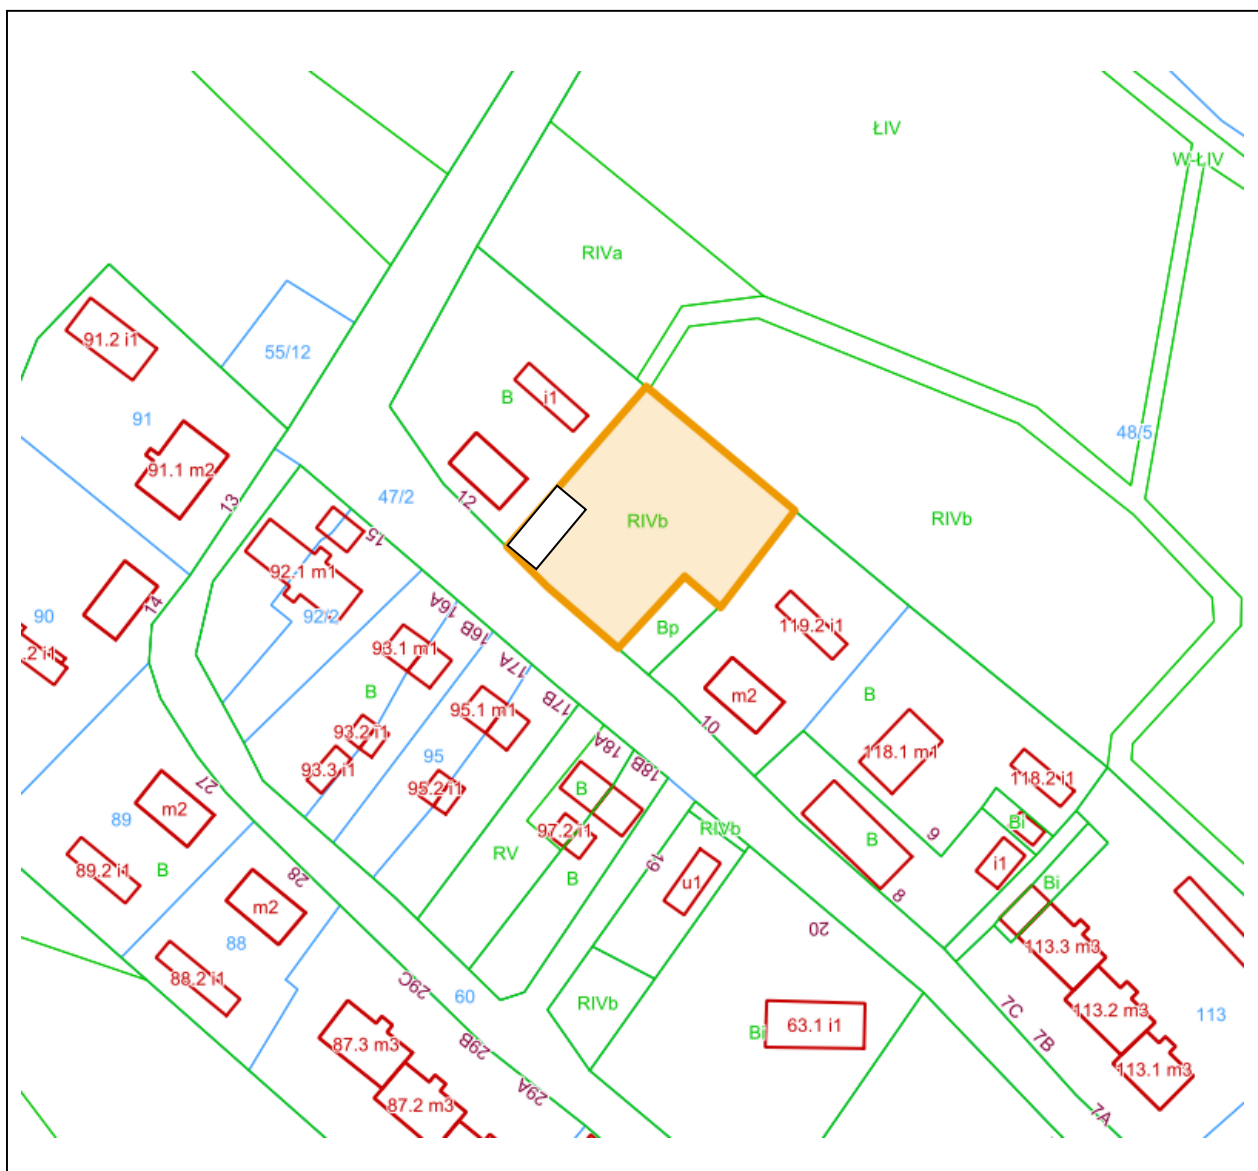 ŁIV
W-ŁIV
RIVa
91.2 i1
55/12
B
i1
91
48/5
91.1 m2
13
47/2
12
RIVb
RIVb
15
92.1 m1
14
90
92/2
16A
.2 i1
16B
Bp
119.2 i1
93.1 m1
17A
B
m2
B
17B
95.1 m1
10
93.2 i1
18A
118.1 m1
95
18B
93.3 i1
118.2 i1
27
95.2 i1
B
m2
89
97.2 i1
RIVb
Bi
9
B
RV
19
i1
89.2 i1
B
28
B
u1
Bi
8
m2
88
20
113.3 m3
88.2 i1
29C
60
RIVb
7C
113.2 m3
113
63.1 i1
Bi
87.3 m3
29B
7B
113.1 m3
29A
87.2 m3
7A